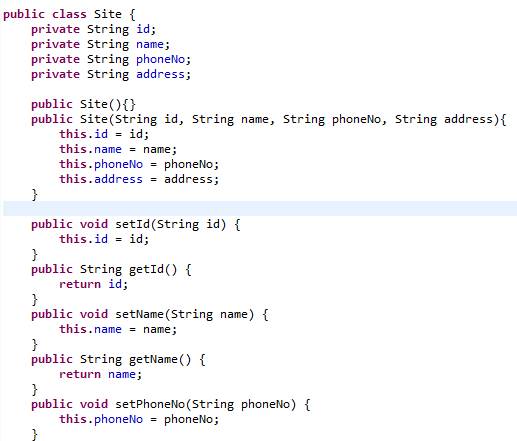 public class Site {
    private String id;
    private String name;
    private String phoneNo;
    private String address;

    public Site(){}
    public Site(String id, String name, String phoneNo, String address){
        this.id = id;
        this.name = name;
        this.phoneNo = phoneNo;
        this.address = address;
    }

    public void setId(String id) {
        this.id = id;
    }
    public String getId() {
        return id;
    }
    public void setName(String name) {
        this.name = name;
    }
    public String getName() {
        return name;
    }
    public void setPhoneNo(String phoneNo) {
        this.phoneNo = phoneNo;
    }